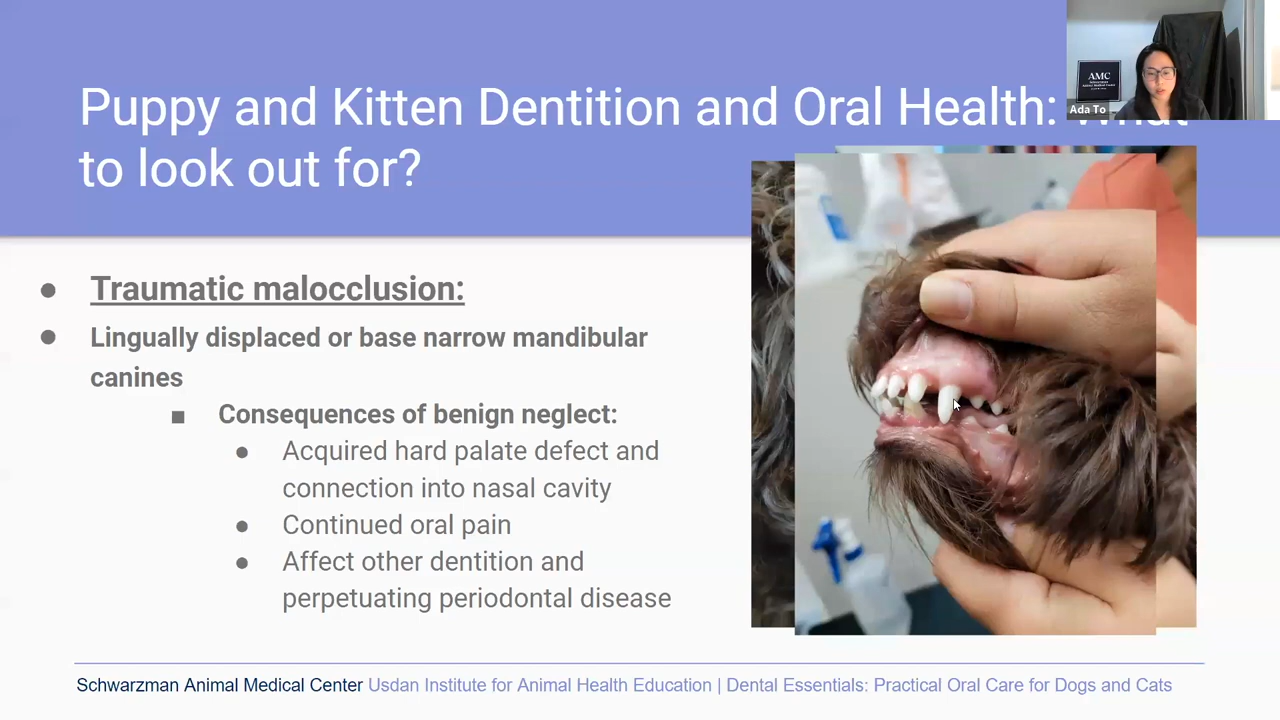 Puppy and Kitten Dentition and Oral Health: What
to look out for?
AMC
Ada To
Traumatic malocclusion:
Lingually displaced or base narrow mandibular
canines
Consequences of benign neglect:
Acquired hard palate defect and
connection into nasal cavity
Continued oral pain
Affect other dentition and
perpetuating periodontal disease
Schwarzman Animal Medical Center Usdan Institute for Animal Health Education | Dental Essentials: Practical Oral Care for Dogs and Cats